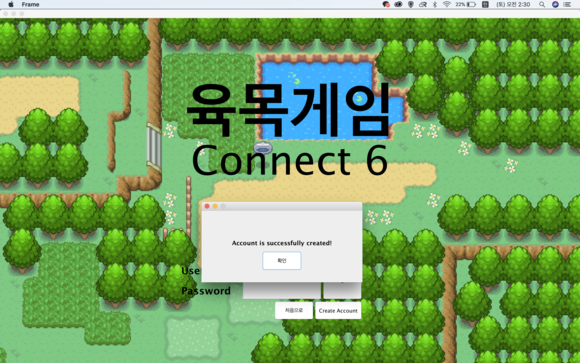 Frame
22%
(토) 오전 2:30
육목게임
Connect 6
Account is successfully created!
확인
Use
Password
처음으로
Create Account